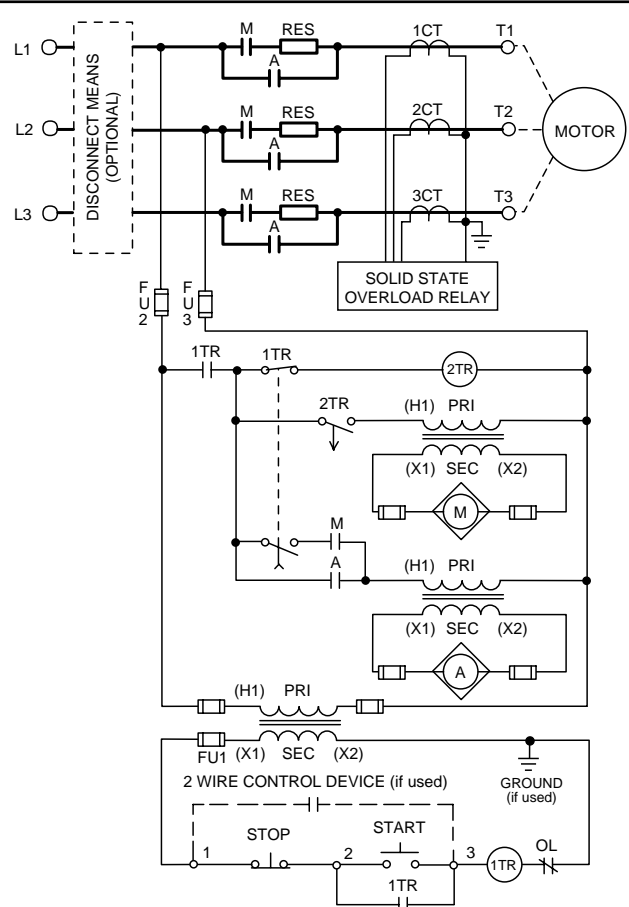 M RES 1CT T1
L1
A
DISCONNECT MEANS
(OPTIONAL)
M RES 2CT T2
L2 MOTOR
A
M RES 3CT T3
L3
A
SOLID STATE
OVERLOAD RELAY
F
U
2
F
U
3
1TR 1TR
2TR
2TR (H1) PRI
(X1) SEC (X2)
M
M
A (H1) PRI
(X1) SEC (X2)
A
(H1) PRI
FU1 (X1) SEC (X2)
GROUND
(if used)
2 WIRE CONTROL DEVICE (if used)
STOP START OL
1 2 3 1TR
1TR